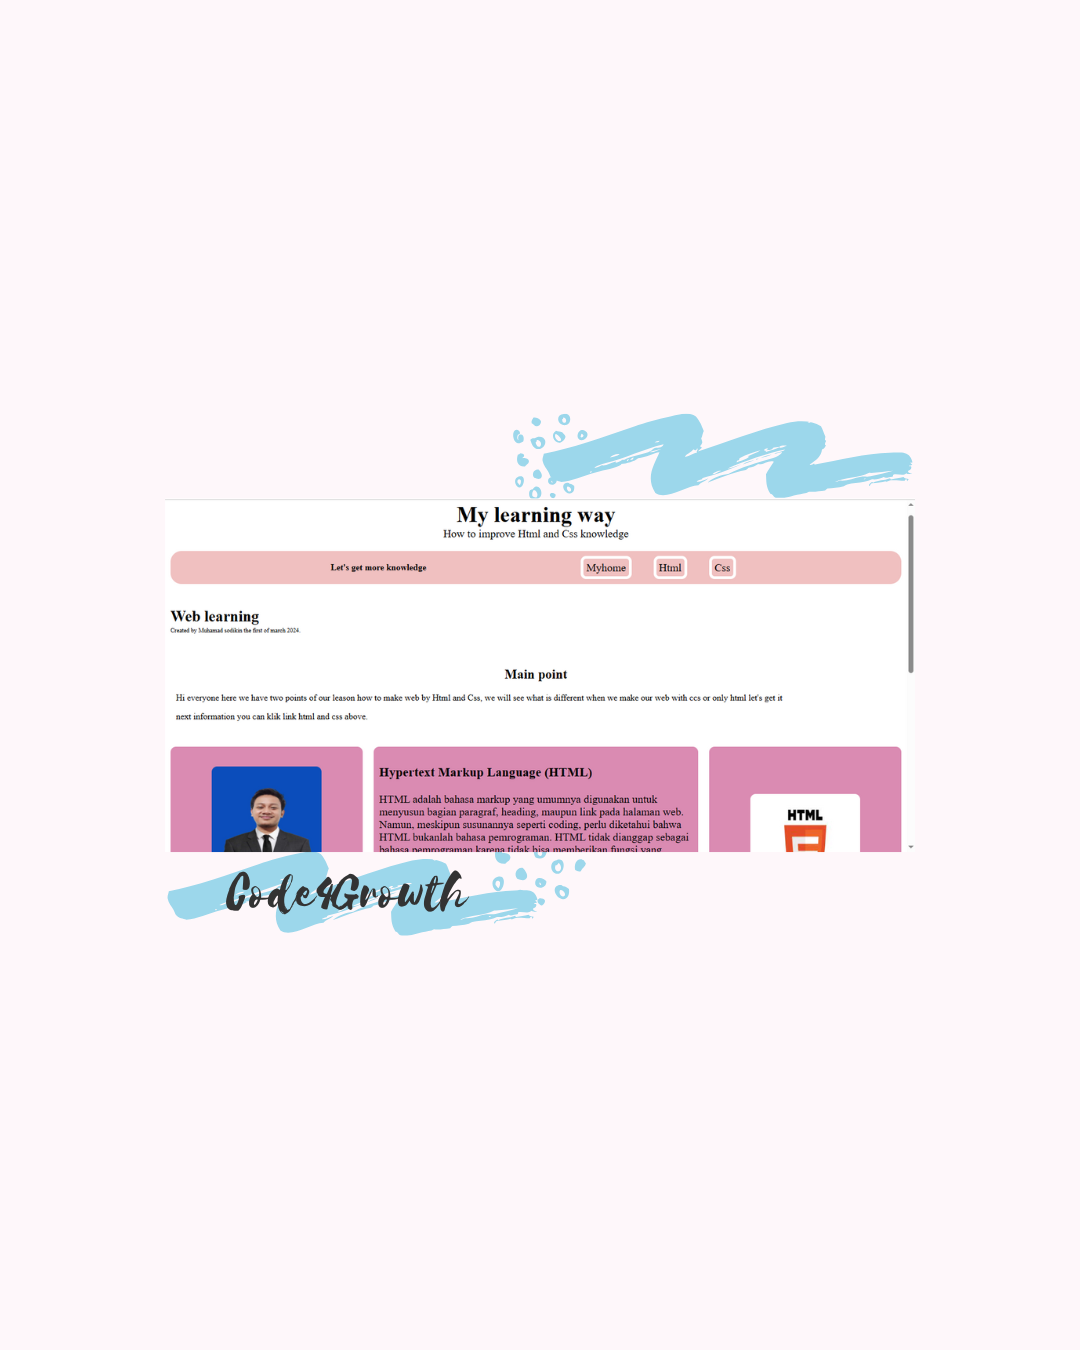 My learning way
How to improve Html and Css knowledge
Let's get more knowledge
Myhome
Html
Css
Web learning
Created by Muhamad sodikin the first of march 2024.
Main point
Hi everyone here we have two points of our leason how to make web by Html and Css, we will see what is different when we make our web with ccs or only html let's get it
next information you can klik link html and css above.
Hypertext Markup Language (HTML)
HTML adalah bahasa markup yang umumnya digunakan untuk
menyusun bagian paragraf, heading, maupun link pada halaman web.
Namun, meskipun susunannya seperti coding, perlu diketahui bahwa
HTML bukanlah bahasa pemrograman. HTML tidak dianggap sebagai
bahasa pemrograman karena tidak bisa memberikan fungsi yang
HTML
Code4Growth